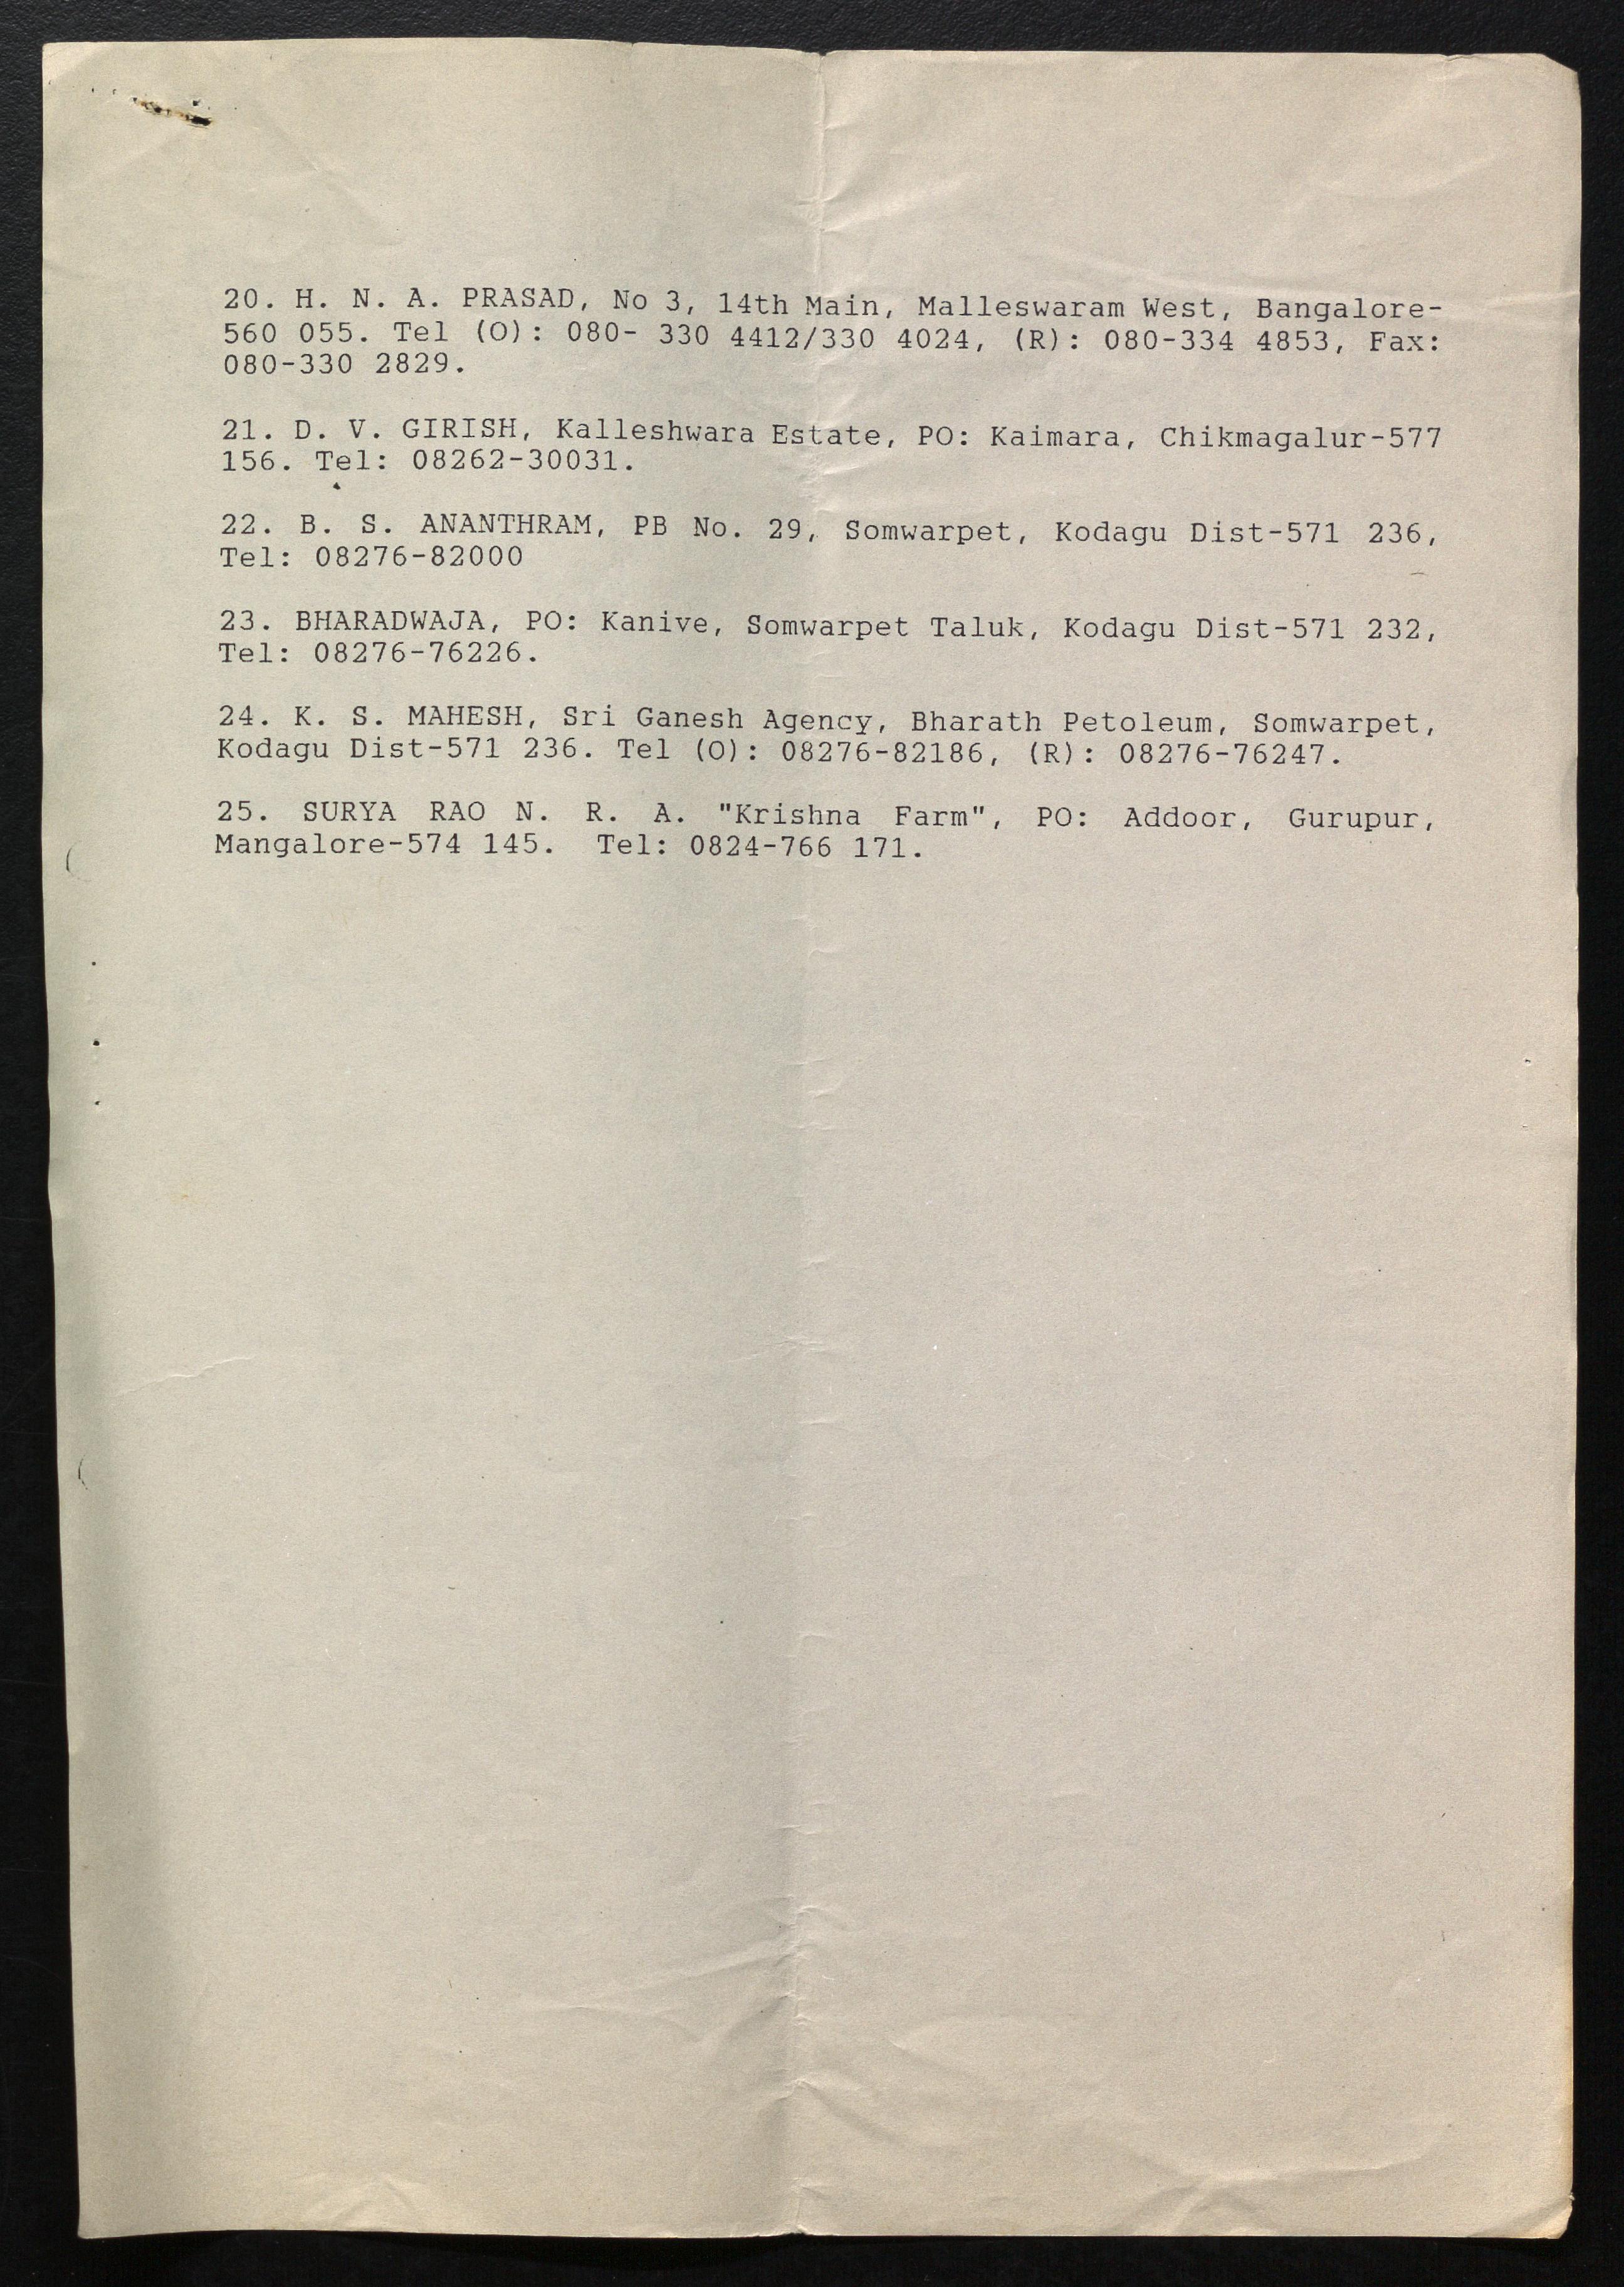 20. H. N. A. PRASAD, No 3, 14th Main, Malleswaram West, Bangalore-
560 055. Tel (O): 080- 330 4412/330 4024, (R): 080-334 4853, Fax:
080-330 2829.
21. D. V. GIRISH, Kalleshwara Estate, PO: Kaimara, Chikmagalur-577
156. Tel: 08262-30031.
22. B. S. ANANTHRAM, PB No. 29, Somwarpet, Kodagu Dist-571 236,
Tel: 08276-82000
23. BHARADWAJA, PO: Kanive, Somwarpet Taluk, Kodagu Dist-571 232,
Tel: 08276-76226.
24. K. S. MAHESH, Sri Ganesh Agency, Bharath Petoleum, Somwarpet,
Kodagu Dist-571 236. Tel (O): 08276-82186, (R): 08276-76247.
25. SURYA RAO N. R. A. "Krishna Farm", PO: Addoor, Gurupur,
Mangalore-574 145. Tel: 0824-766 171.